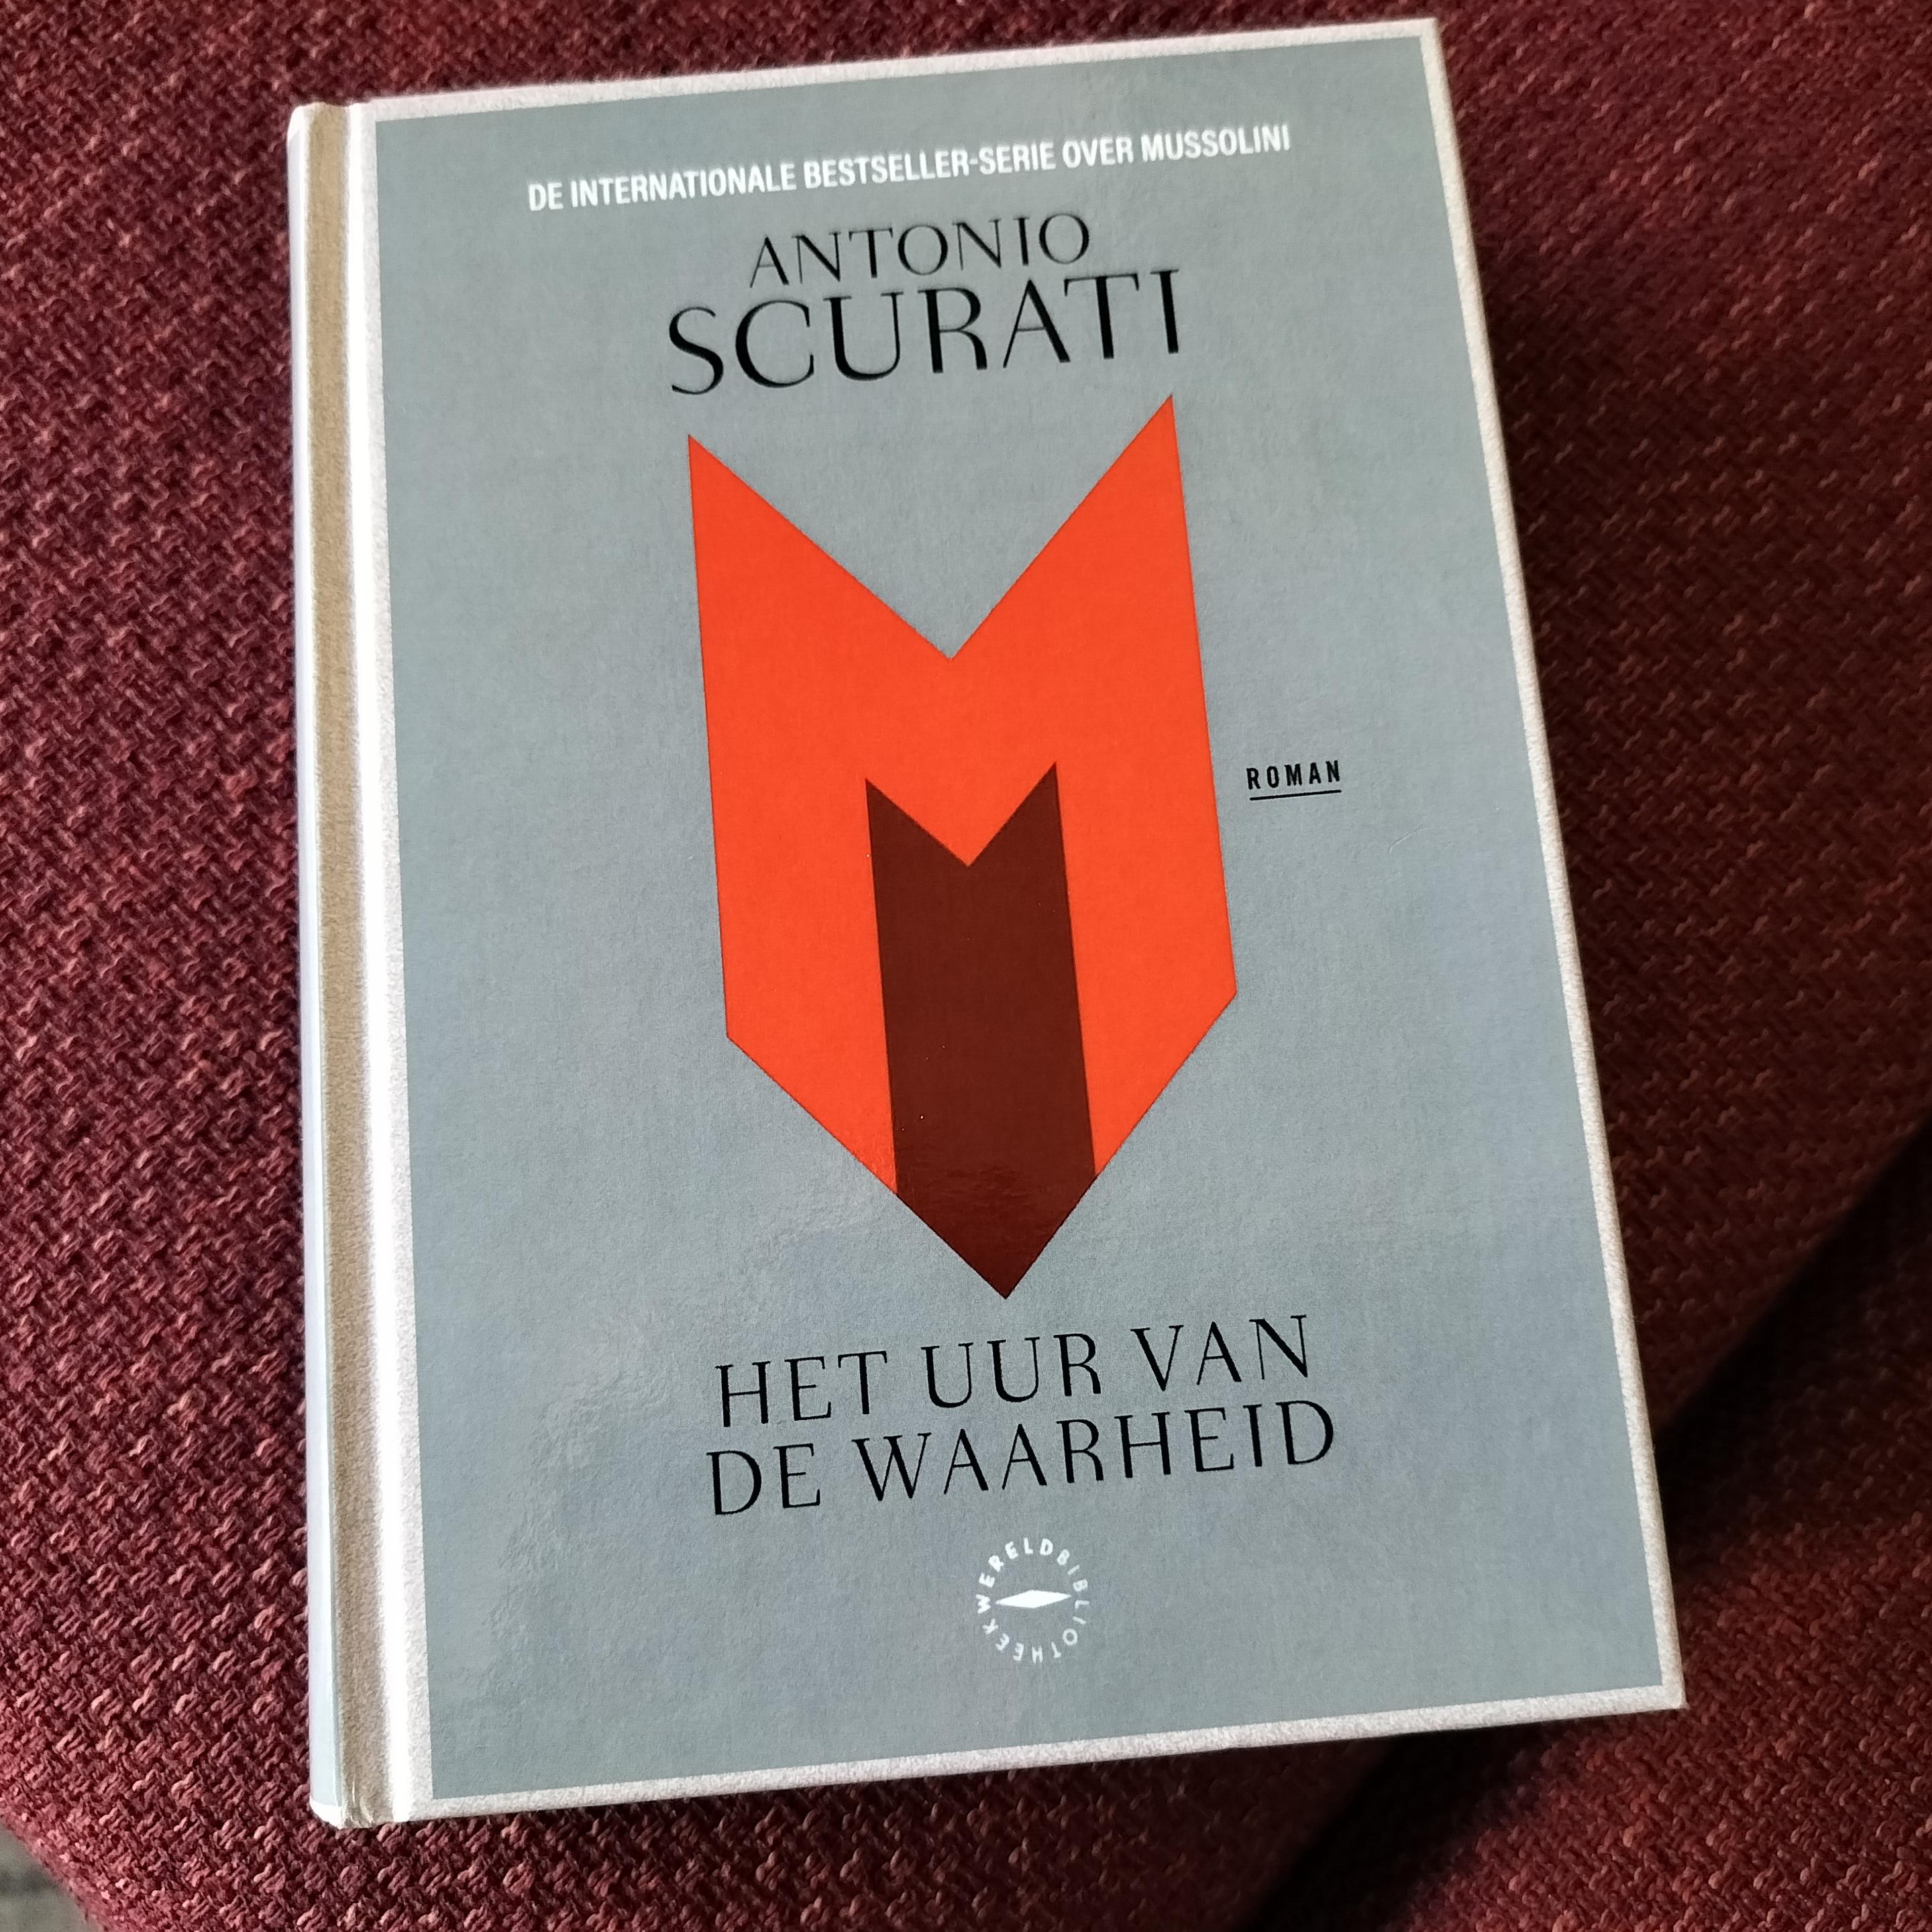 DE INTERNATIONALE BESTSELLER-SERIE OVER MUSSOLINI
ANTONIO
SCURATI
M
ROMAN
HET UUR VAN
DE WAARHEID
WERELDBIBLIOTHEEK